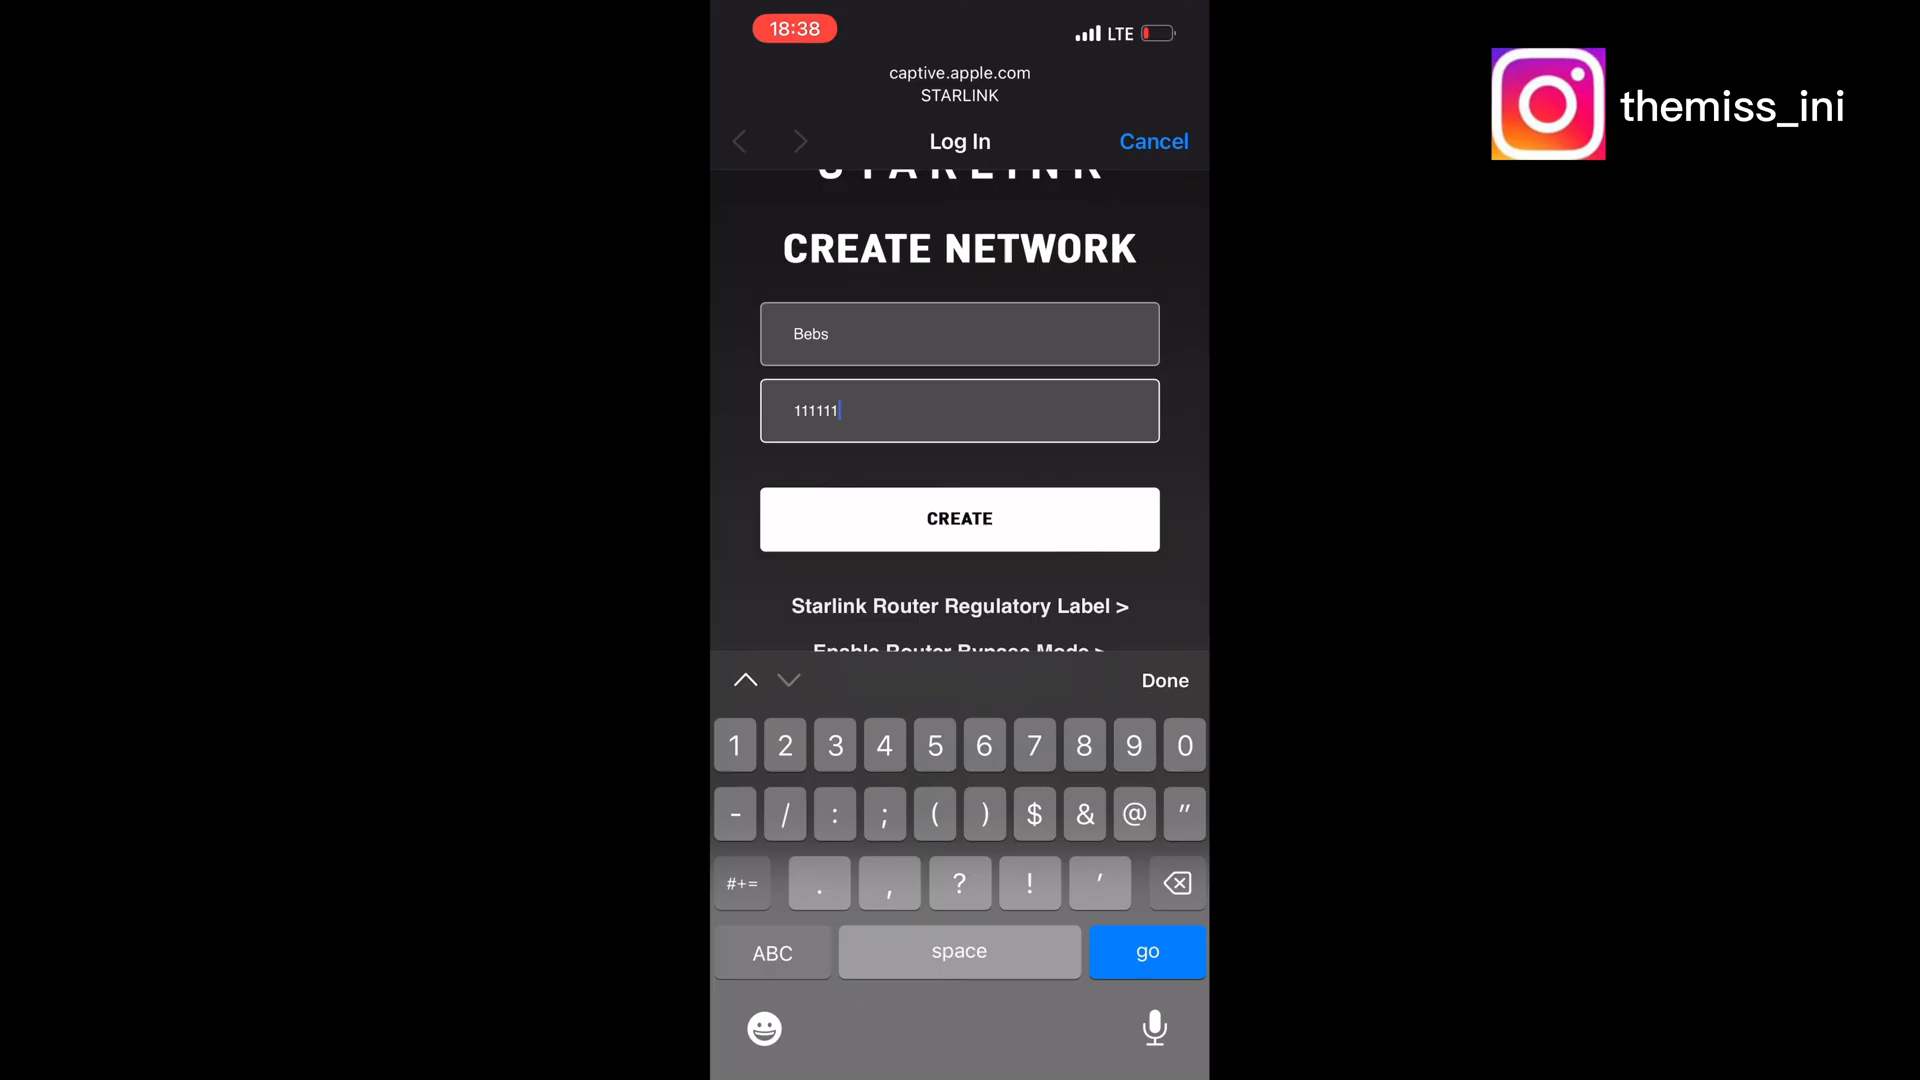 18:38
LTE
captive.apple.com
STARLINK
Log In
Cancel
themiss_ini
STARLINK
CREATE NETWORK
Bebs
111111
CREATE
Starlink Router Regulatory Label >
Enable Router Bypass Mode >
Done
1 2 3 4 5 6 7 8 9 0
- / : ; ( ) $ & @ "
#+= . , ? ! '
ABC space go